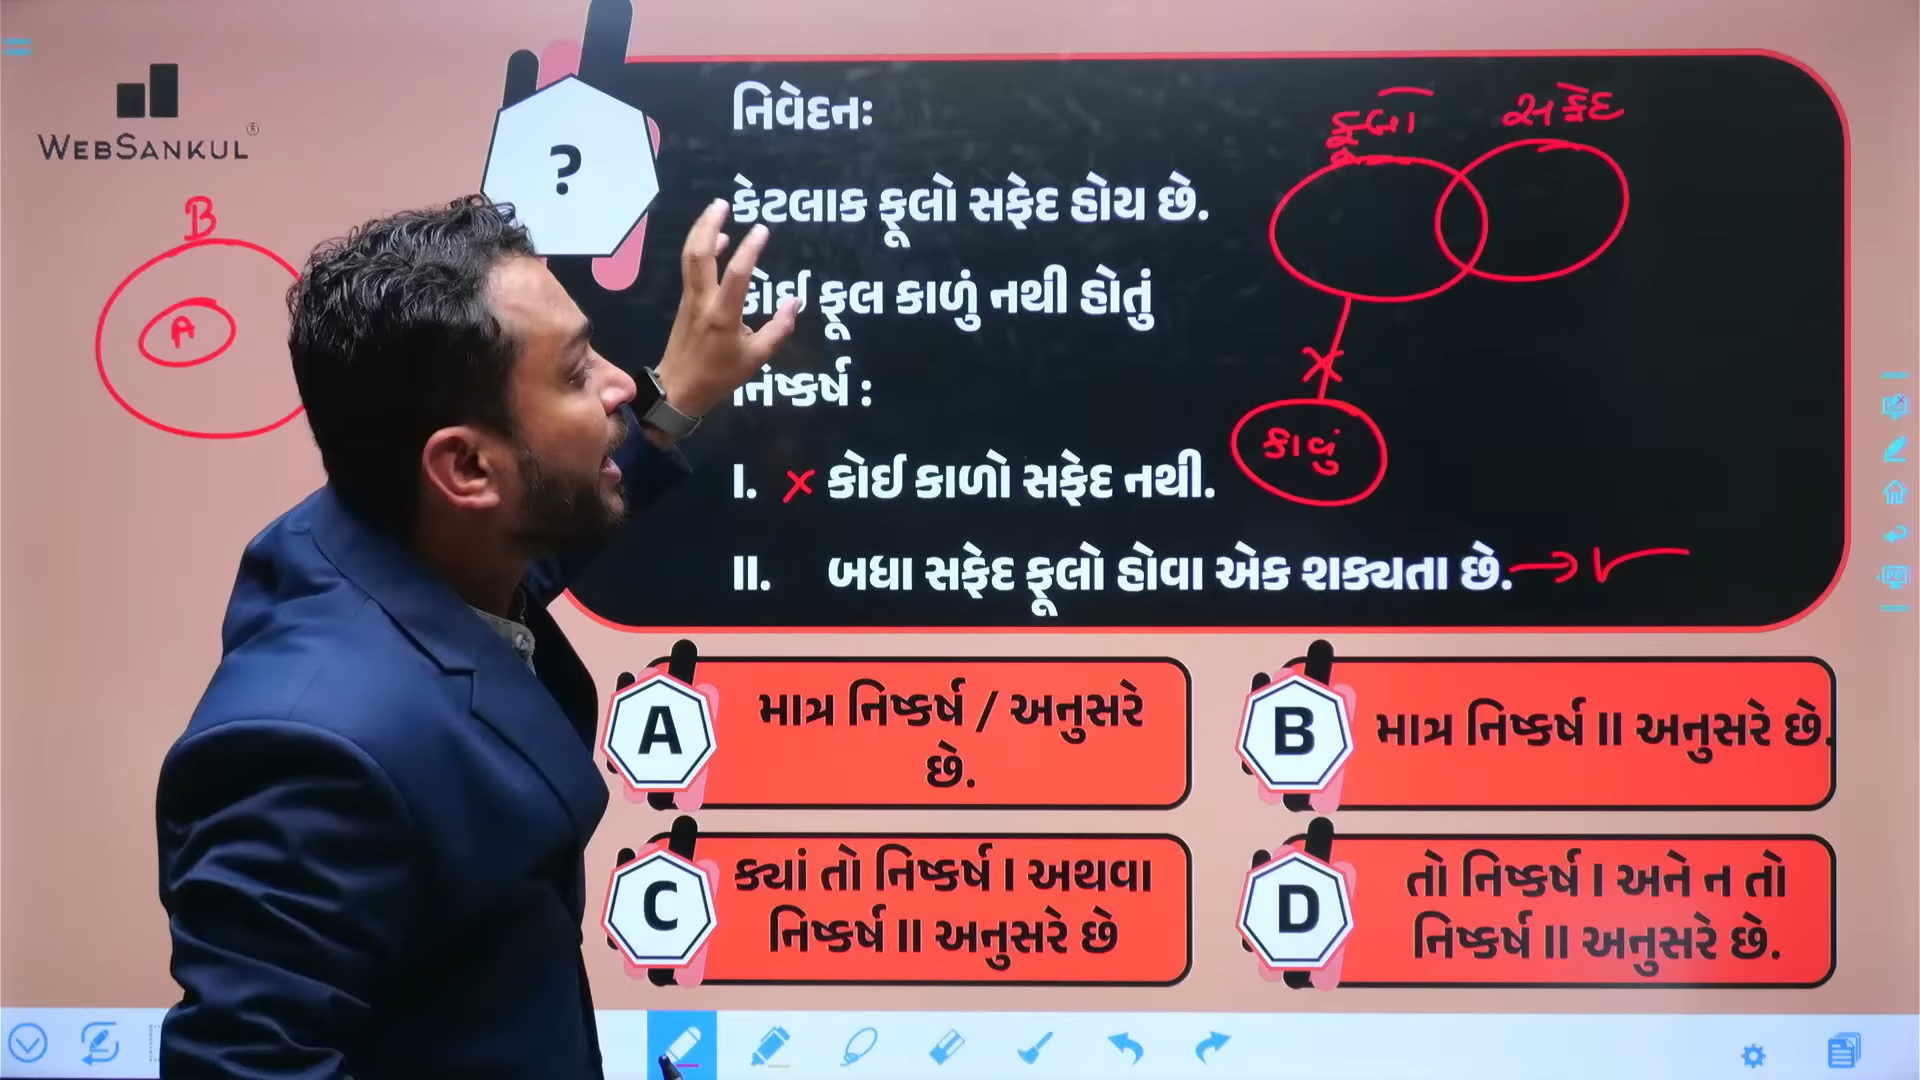 WEBSANKUL®
?
નિવેદનઃ
કેટલાક ફૂલો સફેદ હોય છે.
કોઈ ફૂલ કાળું નથી હોતું
નિષ્કર્ષ :
I. × કોઈ કાળો સફેદ નથી.
II. બધા સફેદ ફૂલો હોવા એક શક્યતા છે.
સફેદ
કાળું
B
A
A માત્ર નિષ્કર્ષ / અનુસરે
છે.
B માત્ર નિષ્કર્ષ II અનુસરે છે.
C ક્યાં તો નિષ્કર્ષ I અથવા
નિષ્કર્ષ II અનુસરે છે
D તો નિષ્કર્ષ I અને ન તો
નિષ્કર્ષ II અનુસરે છે.